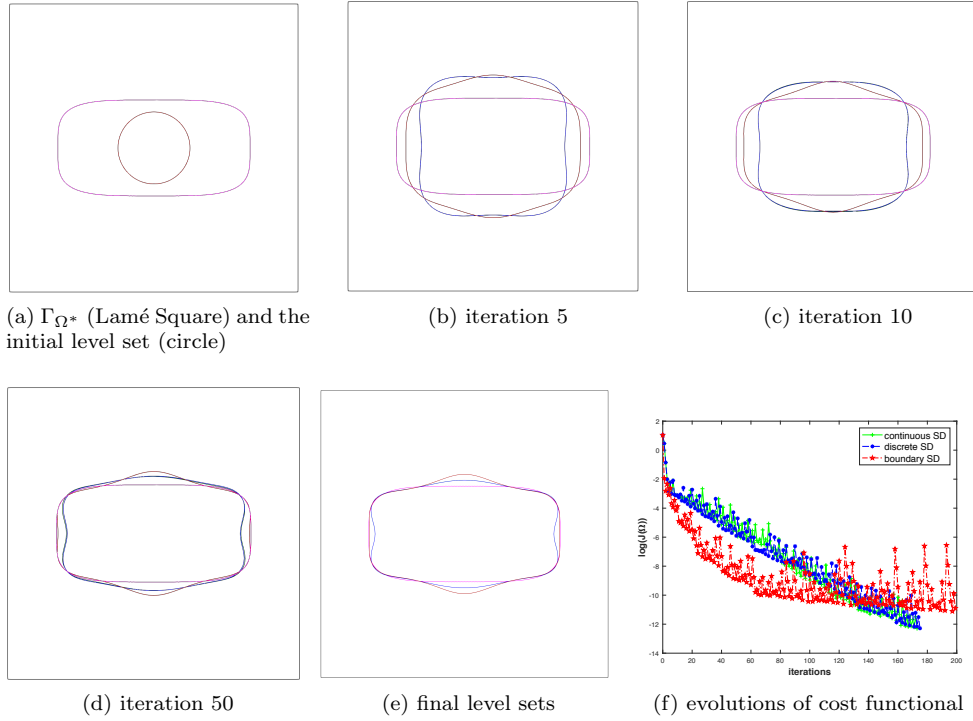 (a) Γ_Ω* (Lamé Square) and the
initial level set (circle)
(b) iteration 5
(c) iteration 10
(d) iteration 50
(e) final level sets
2
0
-2
-4
-6
-8
-10
-12
-14
log(J(Ω))
continuous SD
discrete SD
boundary SD
0 20 40 60 80 100 120 140 160 180 200
iterations
(f) evolutions of cost functional